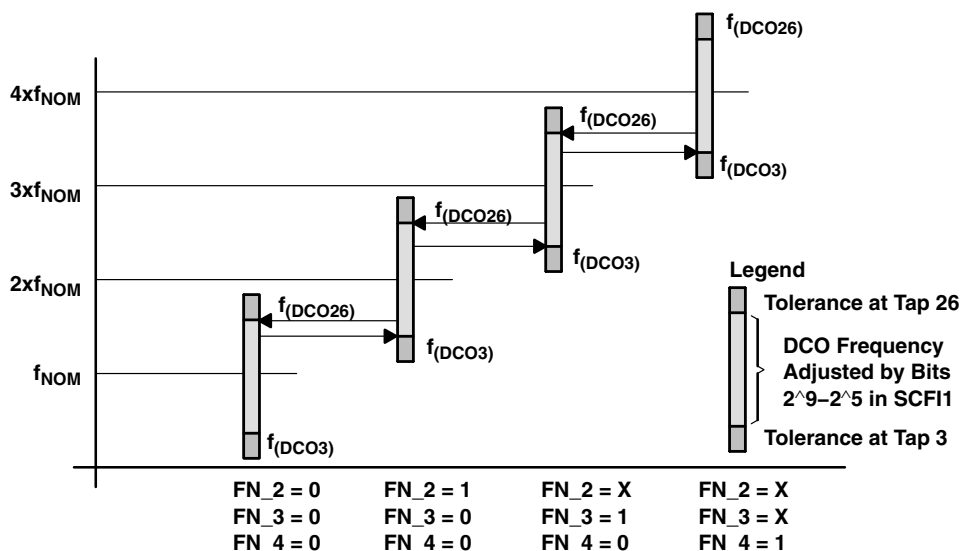 f(DCO26)
4xfNOM
f(DCO26)
f(DCO3)
3xfNOM
f(DCO26)
f(DCO3)
2xfNOM
f(DCO26)
f(DCO3)
fNOM
f(DCO3)
Legend
Tolerance at Tap 26
DCO Frequency
Adjusted by Bits
2^9–2^5 in SCFI1
Tolerance at Tap 3
FN_2 = 0 FN_2 = 1 FN_2 = X FN_2 = X
FN_3 = 0 FN_3 = 0 FN_3 = 1 FN_3 = X
FN_4 = 0 FN_4 = 0 FN_4 = 0 FN_4 = 1